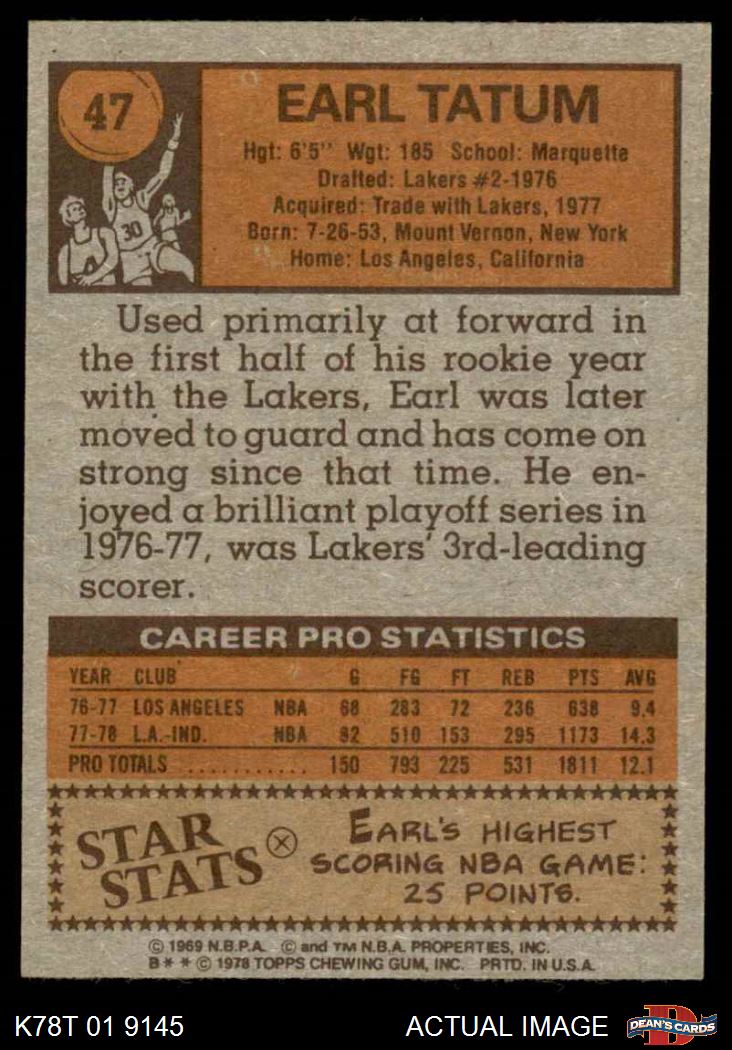 47
30
EARL TATUM
Hgt: 6'5" Wgt: 185 School: Marquette
Drafted: Lakers #2-1976
Acquired: Trade with Lakers, 1977
Born: 7-26-53, Mount Vernon, New York
Home: Los Angeles, California
Used primarily at forward in
the first half of his rookie year
with the Lakers, Earl was later
moved to guard and has come on
strong since that time. He en-
joyed a brilliant playoff series in
1976-77, was Lakers' 3rd-leading
scorer.
CAREER PRO STATISTICS
YEAR CLUB G FG FT REB PTS AVG
76-77 LOS ANGELES NBA 68 283 72 236 638 9.4
77-78 L.A.-IND. NBA 82 510 153 295 1173 14.3
PRO TOTALS ........... 150 793 225 531 1811 12.1
STAR
STATS
EARL'S HIGHEST
SCORING NBA GAME:
25 POINTS.
© 1969 N.B.P.A. © and TM N.B.A. PROPERTIES, INC.
B* * © 1978 TOPPS CHEWING GUM, INC. PRTD. IN U.S.A.
K78T 01 9145
ACTUAL IMAGE
D
DEAN'S CARDS